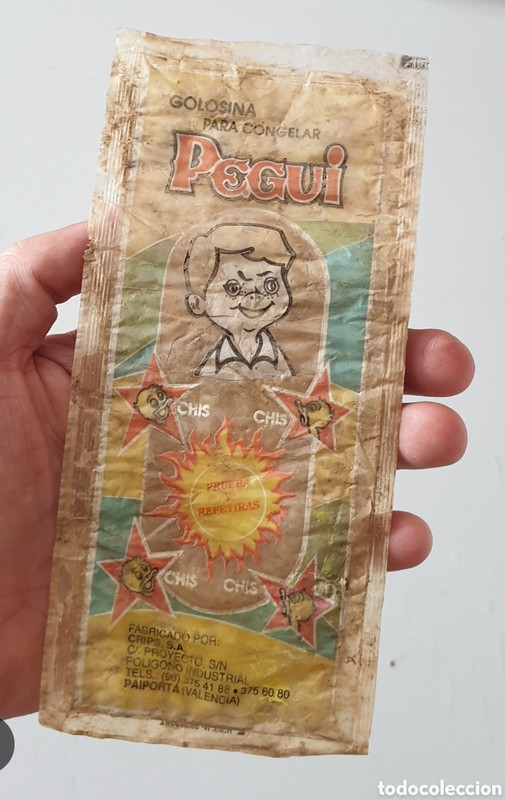 GOLOSINA
PARA CONGELAR
PEGUI
CHIS
CHIS
PRUEBA
Y
REPETIRAS
CHIS
CHIS
FABRICADO POR:
CRIPS, S.A.
C/. PROYECTO, S/N
POLIGONO INDUSTRIAL
TELS. (96) 375 41 88 • 375 60 80
PAIPORTA (VALENCIA)
todocoleccion